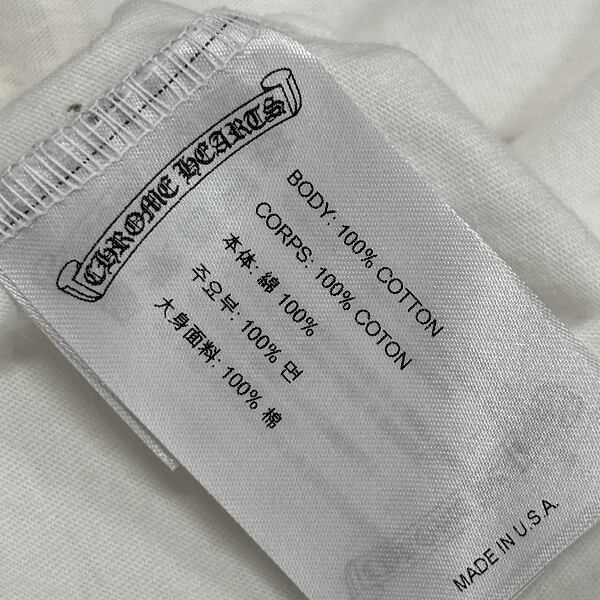 CHROME HEARTS
BODY: 100% COTTON
CORPS: 100% COTON
本体: 綿 100%
주요부: 100% 면
大身面料: 100% 棉
MADE IN U.S.A.